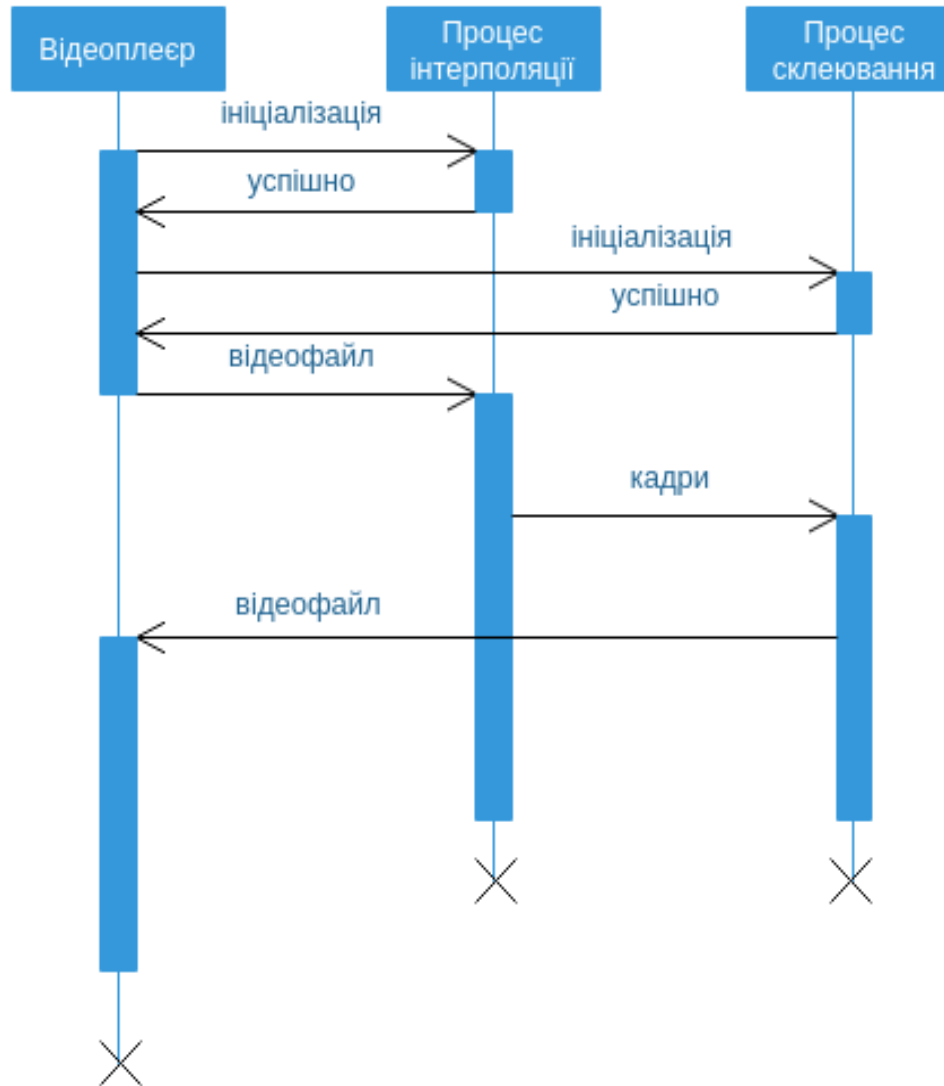 Відеоплеєр
Процес
інтерполяції
Процес
склеювання
ініціалізація
успішно
ініціалізація
успішно
відеофайл
кадри
відеофайл